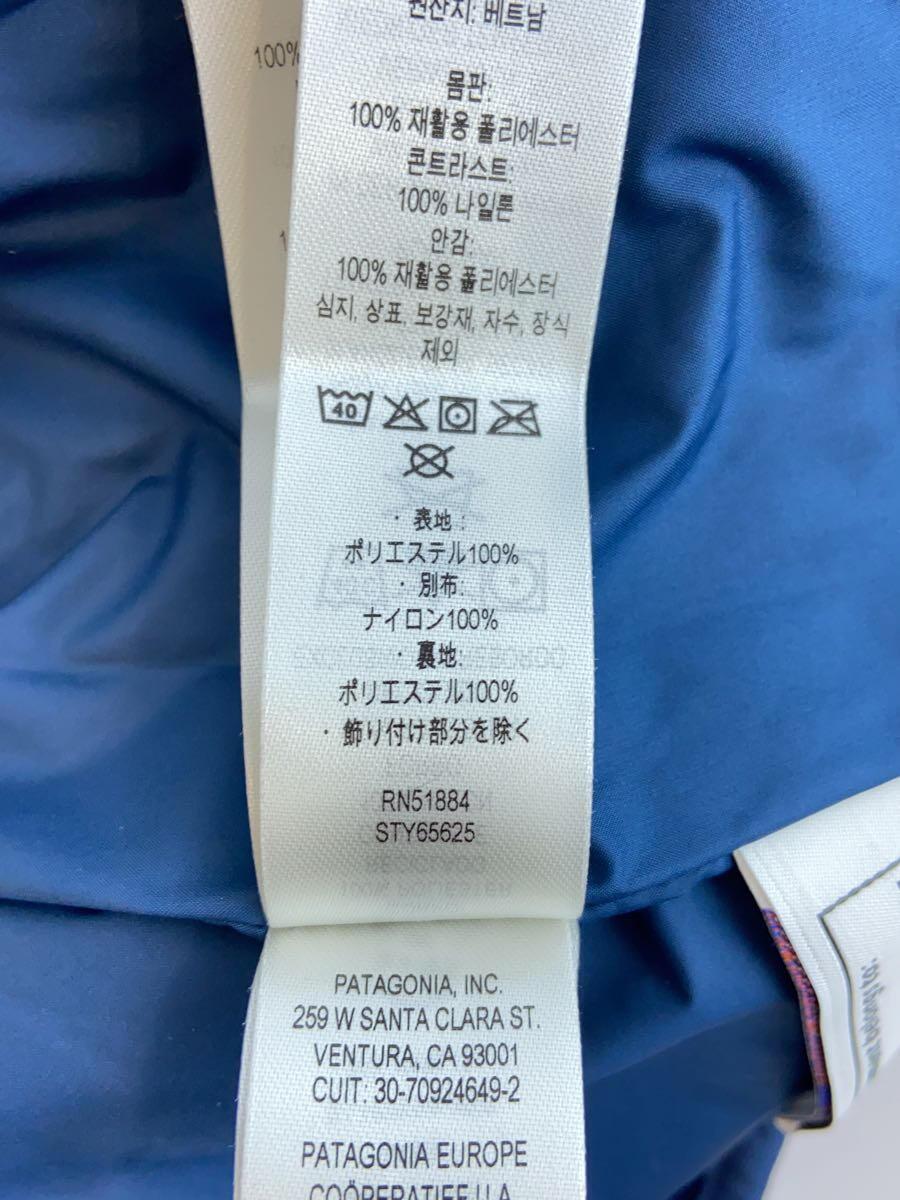 원산지: 베트남
100%
몸판:
100% 재활용 폴리에스터
콘트라스트:
100% 나일론
안감:
100% 재활용 폴리에스터
심지, 상표, 보강재, 자수, 장식
제외
40
· 表地 :
ポリエステル100%
· 別布:
ナイロン100%
· 裏地:
ポリエステル100%
· 飾り付け部分を除く
RN51884
STY65625
PATAGONIA, INC.
259 W SANTA CLARA ST.
VENTURA, CA 93001
CUIT: 30-70924649-2
PATAGONIA EUROPE
COÖPERATIEF U.A.